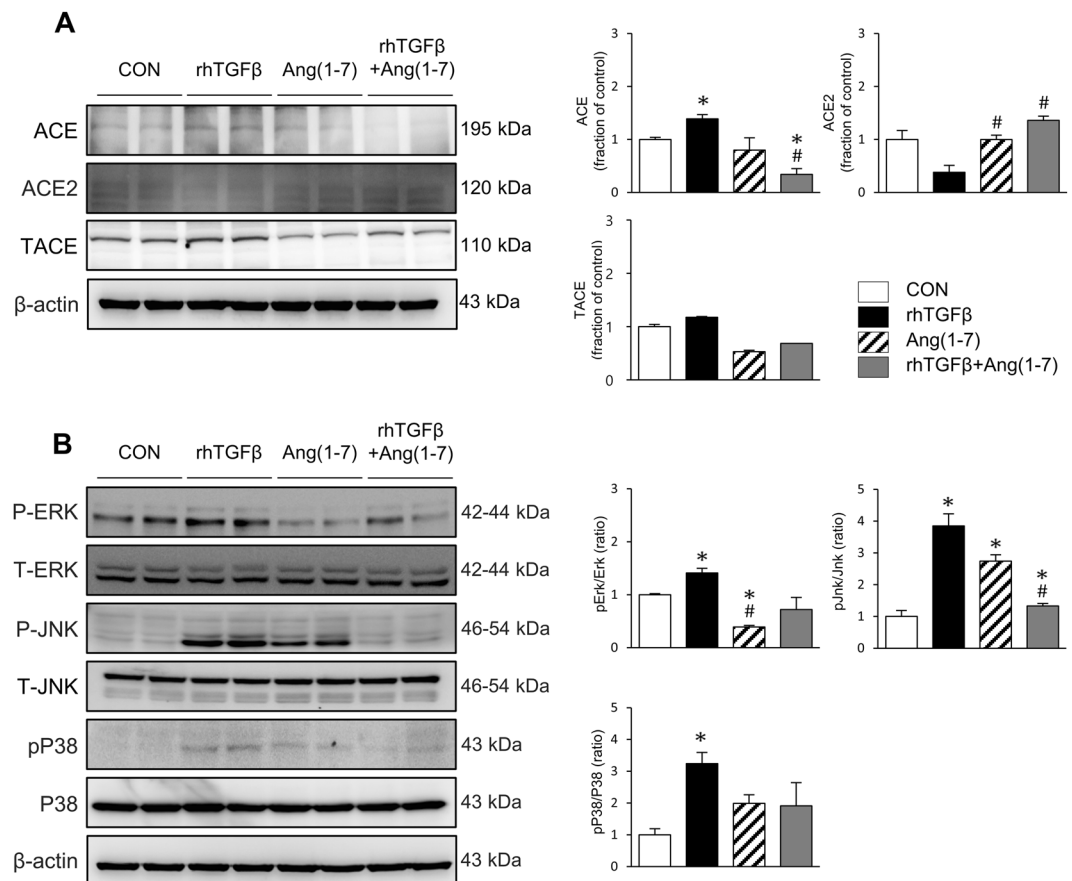 A
CON
rhTGFβ
Ang(1-7)
rhTGFβ
+Ang(1-7)
ACE
195 kDa
ACE2
120 kDa
TACE
110 kDa
β-actin
43 kDa
ACE
(fraction of control)
3
2
1
0
*
*
#
ACE2
(fraction of control)
3
2
1
0
#
#
TACE
(fraction of control)
3
2
1
0
CON
rhTGFβ
Ang(1-7)
rhTGFβ+Ang(1-7)
B
CON
rhTGFβ
Ang(1-7)
rhTGFβ
+Ang(1-7)
P-ERK
42-44 kDa
T-ERK
42-44 kDa
P-JNK
46-54 kDa
T-JNK
46-54 kDa
pP38
43 kDa
P38
43 kDa
β-actin
43 kDa
pErk/Erk (ratio)
3
2
1
0
*
*
#
pJnk/Jnk (ratio)
5
4
3
2
1
0
*
*
*
#
pP38/P38 (ratio)
5
4
3
2
1
0
*